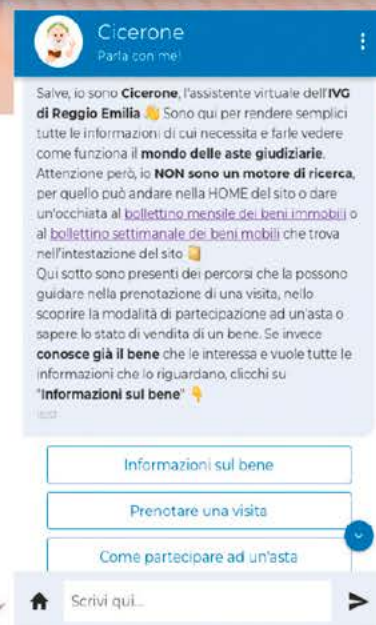 Cicerone
Parla con me!
Salve, io sono Cicerone, l'assistente virtuale dell'IVG
di Reggio Emilia 👋 Sono qui per rendere semplici
tutte le informazioni di cui necessita e farle vedere
come funziona il mondo delle aste giudiziarie.
Attenzione però, io NON sono un motore di ricerca,
per quello può andare nella HOME del sito o dare
un'occhiata al bollettino mensile dei beni immobili o
al bollettino settimanale dei beni mobili che trova
nell'intestazione del sito
Qui sotto sono presenti dei percorsi che la possono
guidare nella prenotazione di una visita, nello
scoprire la modalità di partecipazione ad un'asta o
sapere lo stato di vendita di un bene. Se invece
conosce già il bene che le interessa e vuole tutte le
informazioni che lo riguardano, clicchi su
"Informazioni sul bene" 👇
Informazioni sul bene
Prenotare una visita
Come partecipare ad un'asta
Scrivi qui...